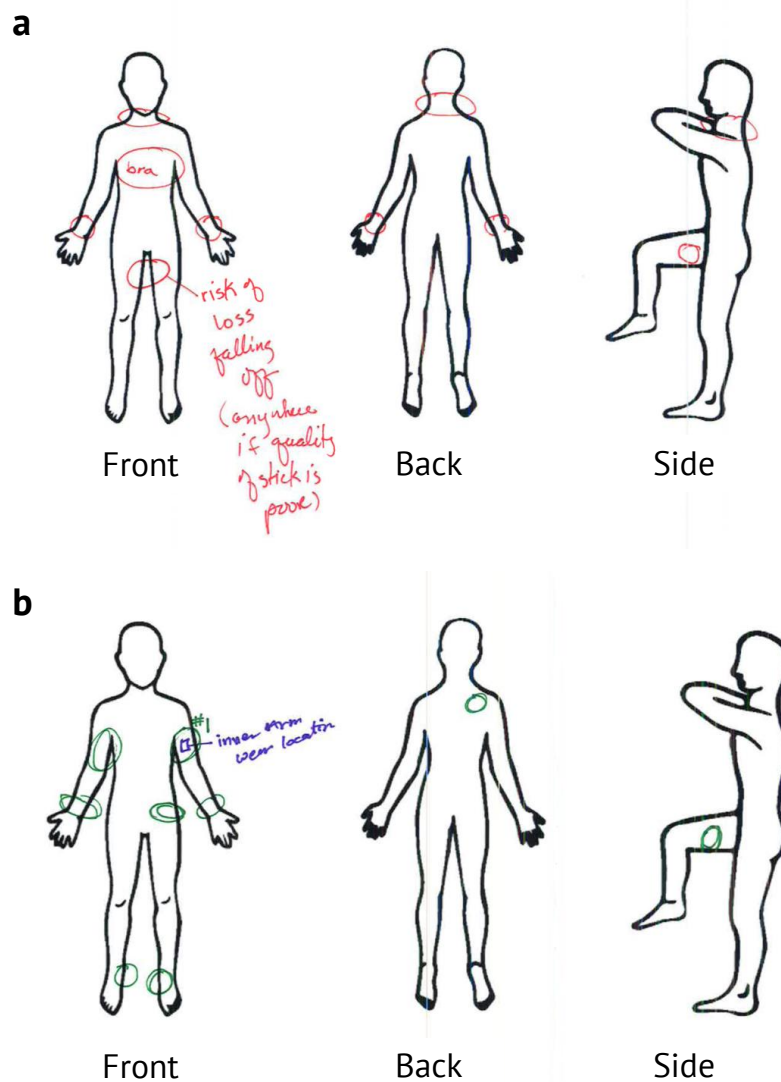 a
bra
risk of
loss
falling
off
(anywhere
if quality
of stick is
poor)
Front
Back
Side
b
#1
inner arm
wear location
Front
Back
Side